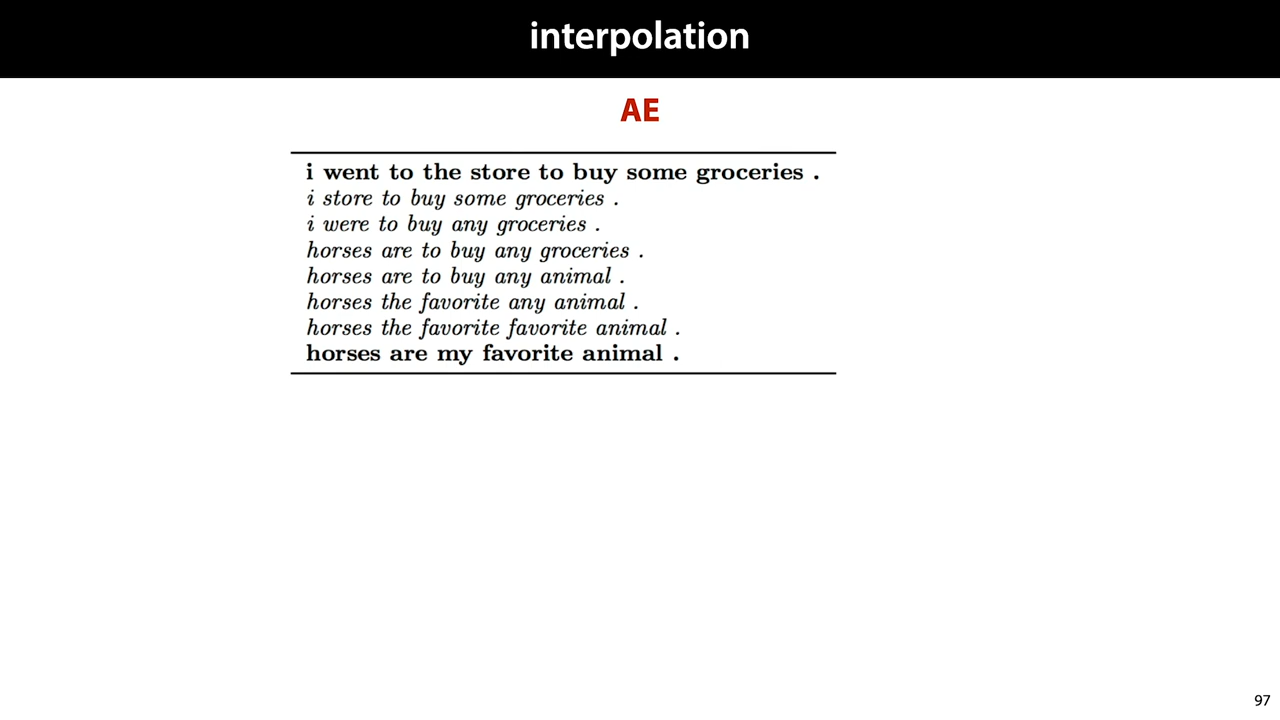 interpolation
AE
i went to the store to buy some groceries .
i store to buy some groceries .
i were to buy any groceries .
horses are to buy any groceries .
horses are to buy any animal .
horses the favorite any animal .
horses the favorite favorite animal .
horses are my favorite animal .
97